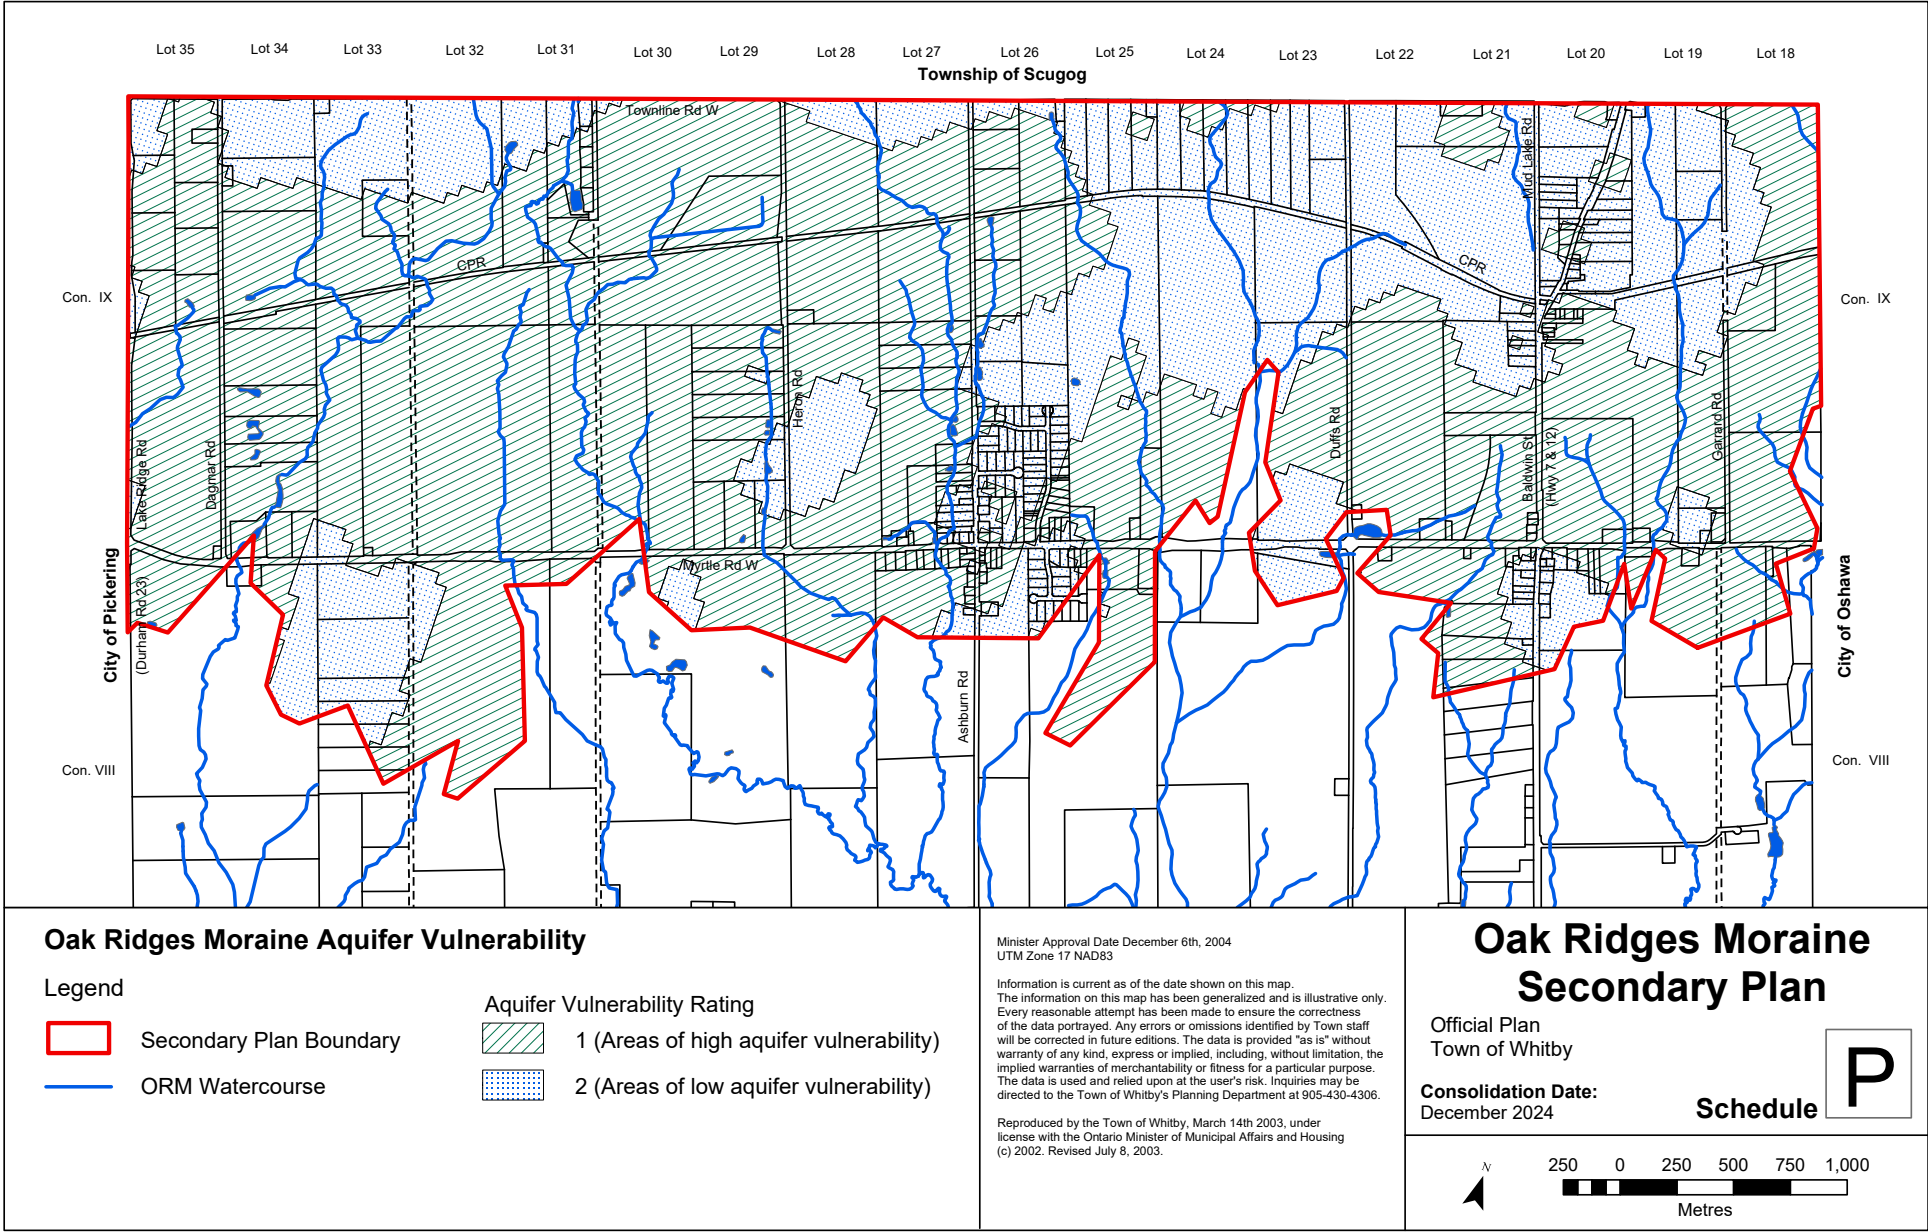 Lot 35 Lot 34 Lot 33 Lot 32 Lot 31 Lot 30 Lot 29 Lot 28 Lot 27 Lot 26 Lot 25 Lot 24 Lot 23 Lot 22 Lot 21 Lot 20 Lot 19 Lot 18
Township of Scugog
Townline Rd W
Mud Lake Rd
CPR
CPR
Con. IX
Con. IX
Heron Rd
Duffs Rd
Garrard Rd
Lake Ridge Rd
(Durham Rd 23)
Dagmar Rd
Baldwin St
(Hwy 7 & 12)
Myrtle Rd W
City of Pickering
City of Oshawa
Ashburn Rd
Con. VIII
Con. VIII
Oak Ridges Moraine Aquifer Vulnerability
Legend
Secondary Plan Boundary
ORM Watercourse
Aquifer Vulnerability Rating
1 (Areas of high aquifer vulnerability)
2 (Areas of low aquifer vulnerability)
Minister Approval Date December 6th, 2004
UTM Zone 17 NAD83
Information is current as of the date shown on this map.
The information on this map has been generalized and is illustrative only.
Every reasonable attempt has been made to ensure the correctness
of the data portrayed. Any errors or omissions identified by Town staff
will be corrected in future editions. The data is provided "as is" without
warranty of any kind, express or implied, including, without limitation, the
implied warranties of merchantability or fitness for a particular purpose.
The data is used and relied upon at the user's risk. Inquiries may be
directed to the Town of Whitby's Planning Department at 905-430-4306.
Reproduced by the Town of Whitby, March 14th 2003, under
license with the Ontario Minister of Municipal Affairs and Housing
(c) 2002. Revised July 8, 2003.
Oak Ridges Moraine
Secondary Plan
Official Plan
Town of Whitby
Consolidation Date:
December 2024
Schedule P
N
250 0 250 500 750 1,000
Metres